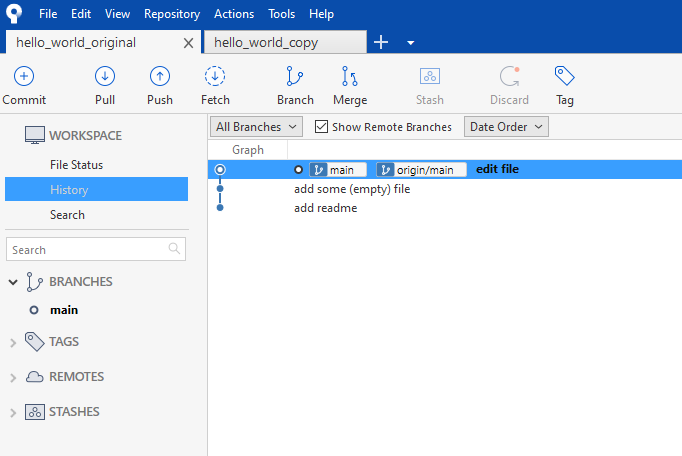 File Edit View Repository Actions Tools Help
hello_world_original hello_world_copy
Commit Pull Push Fetch Branch Merge Stash Discard Tag
WORKSPACE
File Status
History
Search
Search
BRANCHES
main
TAGS
REMOTES
STASHES
All Branches Show Remote Branches Date Order
Graph
main origin/main edit file
add some (empty) file
add readme